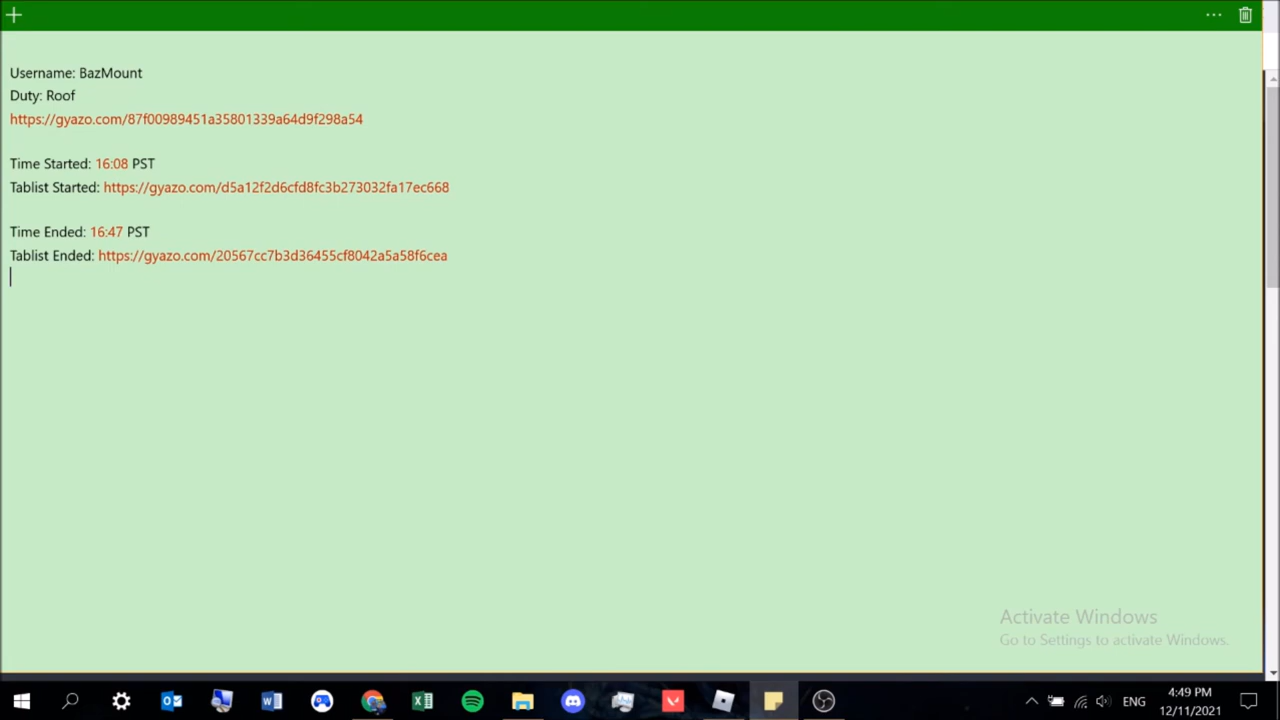 Username: BazMount
Duty: Roof
https://gyazo.com/87f00989451a35801339a64d9f298a54
Time Started: 16:08 PST
Tablist Started: https://gyazo.com/d5a12f2d6cfd8fc3b273032fa17ec668
Time Ended: 16:47 PST
Tablist Ended: https://gyazo.com/20567cc7b3d36455cf8042a5a58f6cea
Activate Windows
Go to Settings to activate Windows.
ENG
4:49 PM
12/11/2021